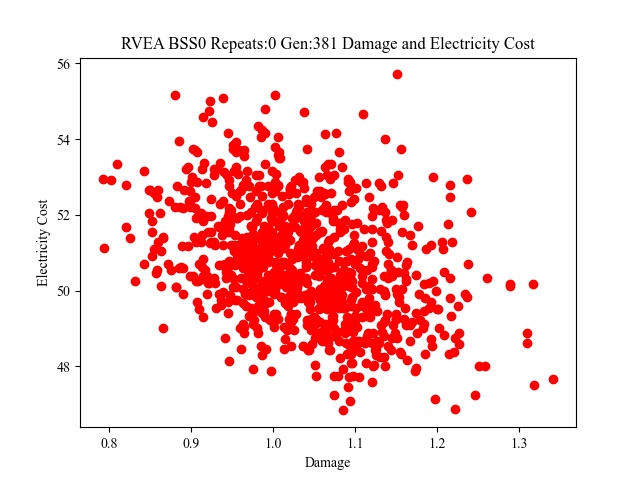 RVEA BSS0 Repeats:0 Gen:381 Damage and Electricity Cost
56
54
52
50
48
Electricity Cost
0.8 0.9 1.0 1.1 1.2 1.3
Damage